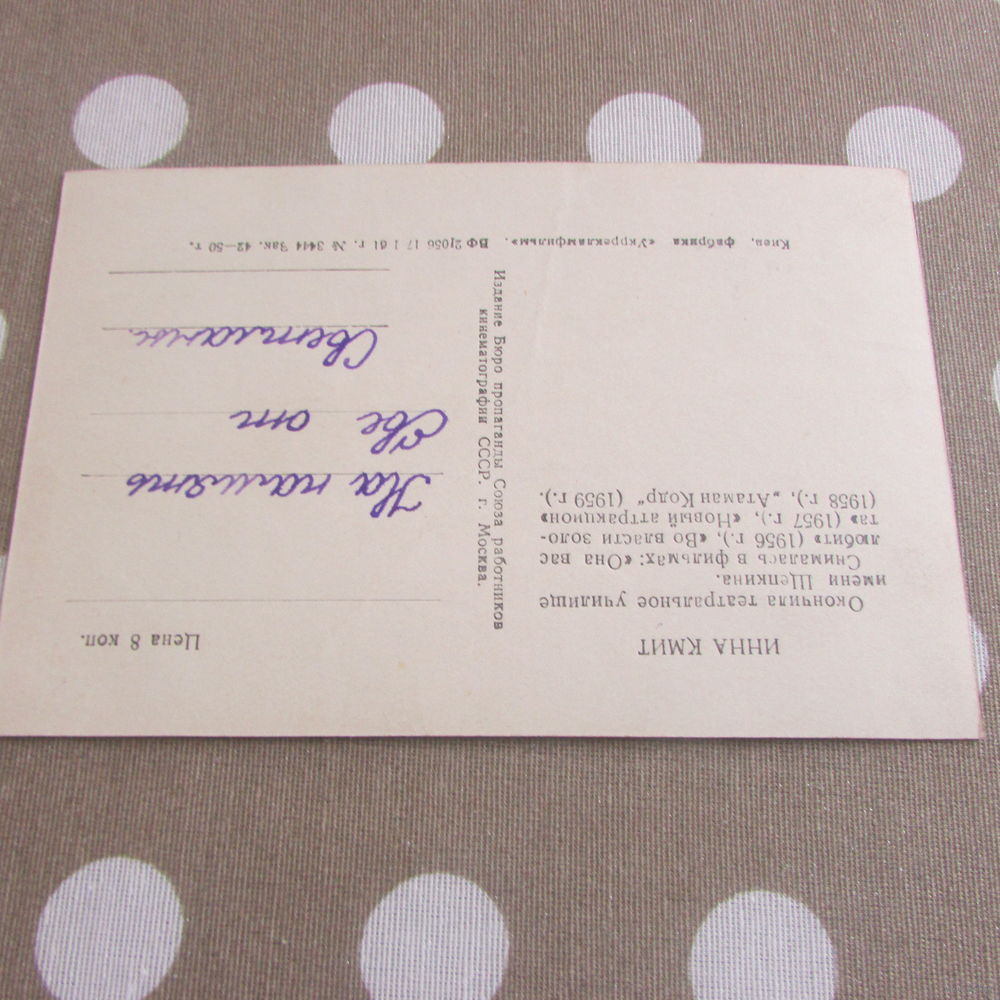 ИННА КМИТ
Окончила театральное училище
имени Щепкина.
Снималась в фильмах: «Она вас
любит» (1956 г.), «Во власти золо-
та» (1957 г.), «Новый аттракцион»
(1958 г.), „Атаман Кодр" (1959 г.).
Издание Бюро пропаганды Союза работников
кинематографии СССР. г. Москва.
Цена 8 коп.
На память
Све от
Светланы.
Киев, фабрика «Укррекламфильм». БФ 21056 17 I 61 г. № 3444 Зак. 42—50 т.